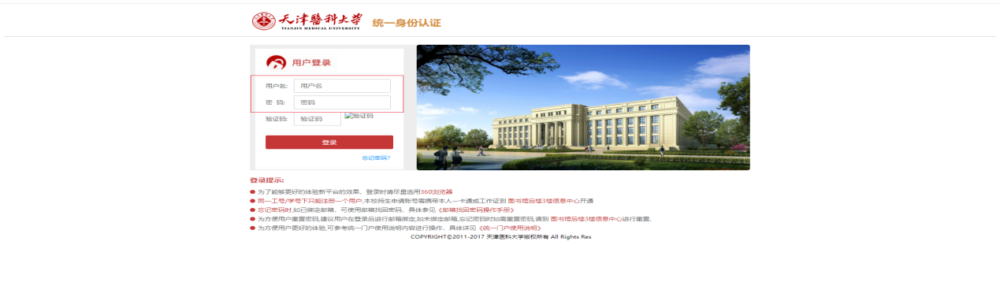 天津醫科大学 统一身份认证
TIANJIN MEDICAL UNIVERSITY
用户登录
用户名: 用户名
密 码: 密码
验证码: 验证码 验证码
登录
忘记密码?
登录提示:
为了能够更好的体验新平台的效果，登录时请尽量选用360浏览器
同一工号/学号下只能注册一个用户,本校师生申请账号需携带本人一卡通或工作证到 图书馆后楼3楼信息中心开通
忘记密码时,如已绑定邮箱，可使用邮箱找回密码，具体参见《邮箱找回密码操作手册》
为方便用户重置密码,建议用户在登录后进行邮箱绑定,如未绑定邮箱,忘记密码时如需重置密码,请到 图书馆后楼3楼信息中心进行重置.
为方便用户更好的体验,可参考统一门户使用说明内容进行操作，具体详见《统一门户使用说明》
COPYRIGHT©2011-2017 天津医科大学版权所有 All Rights Res